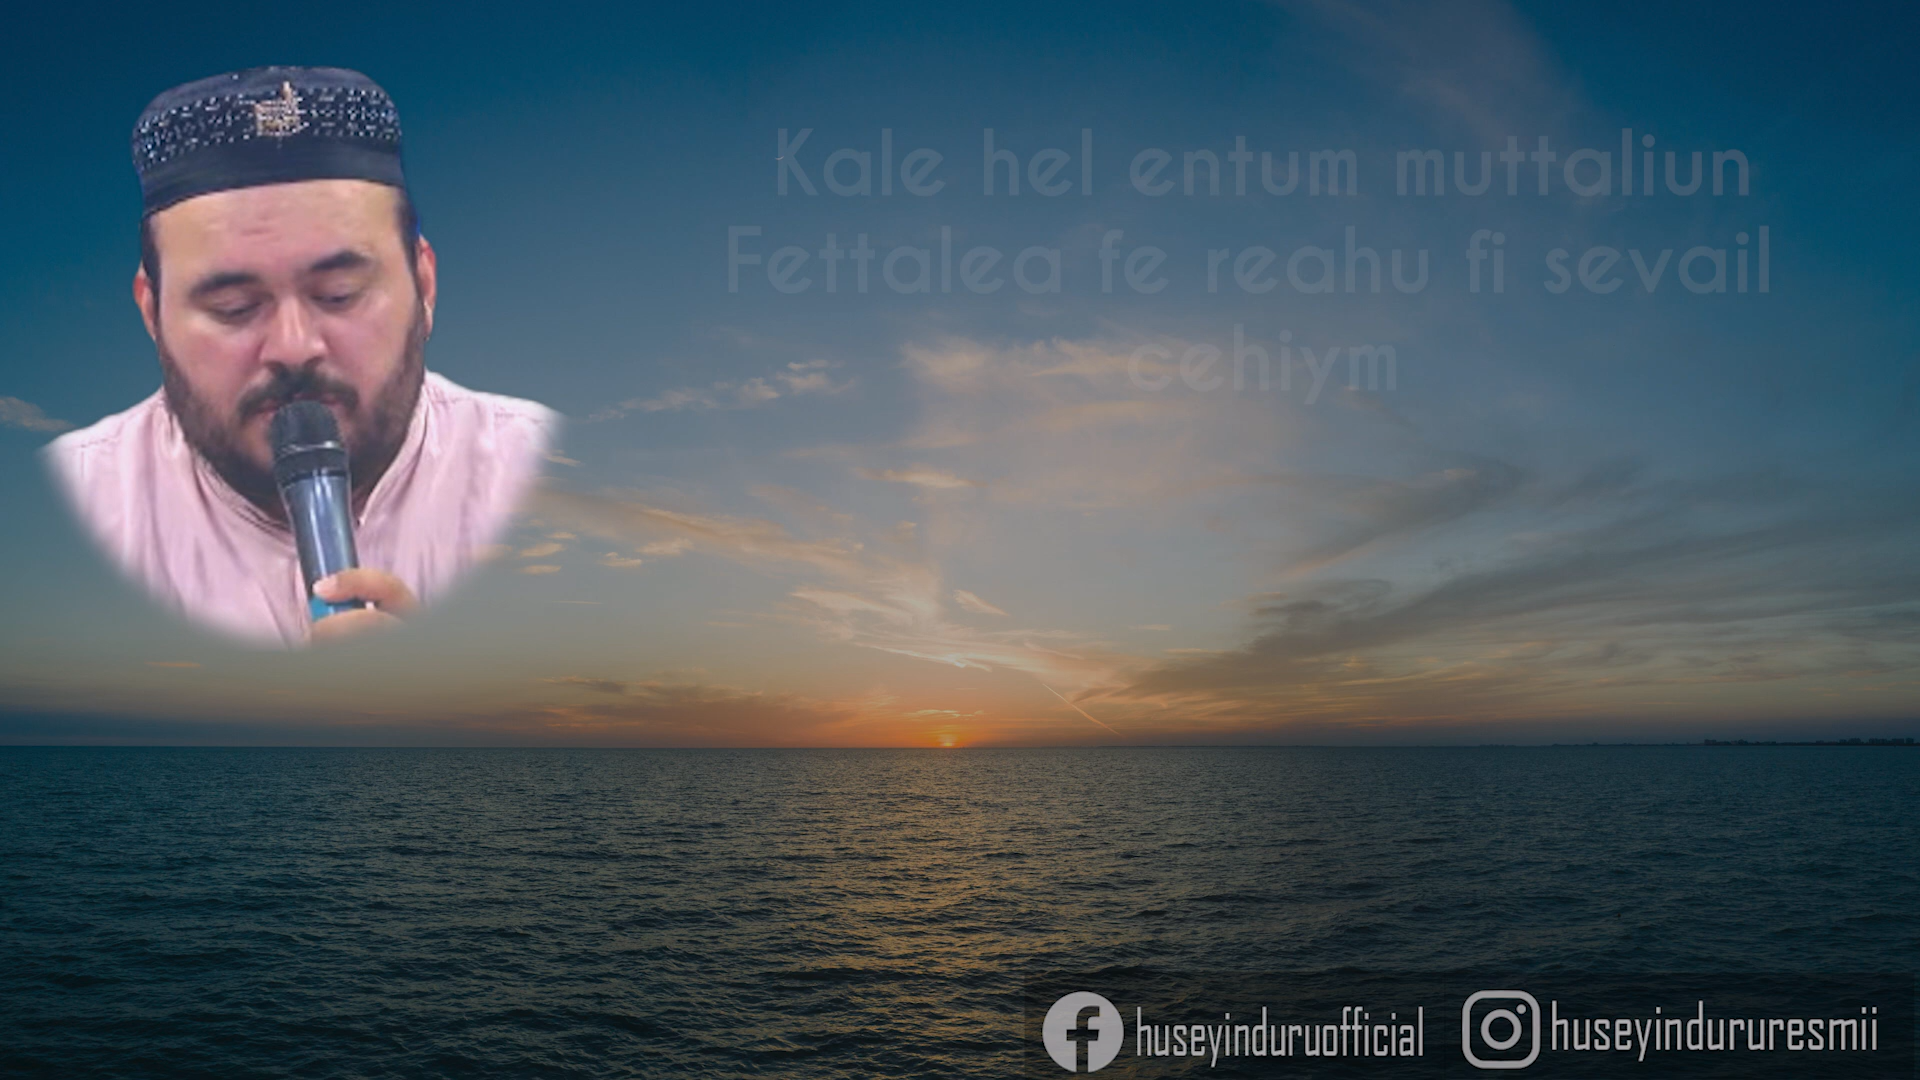 Kale hel entum muttaliun
Fettalea fe reahu fi sevail
cehiym
huseyinduruofficial
huseyindururesmii